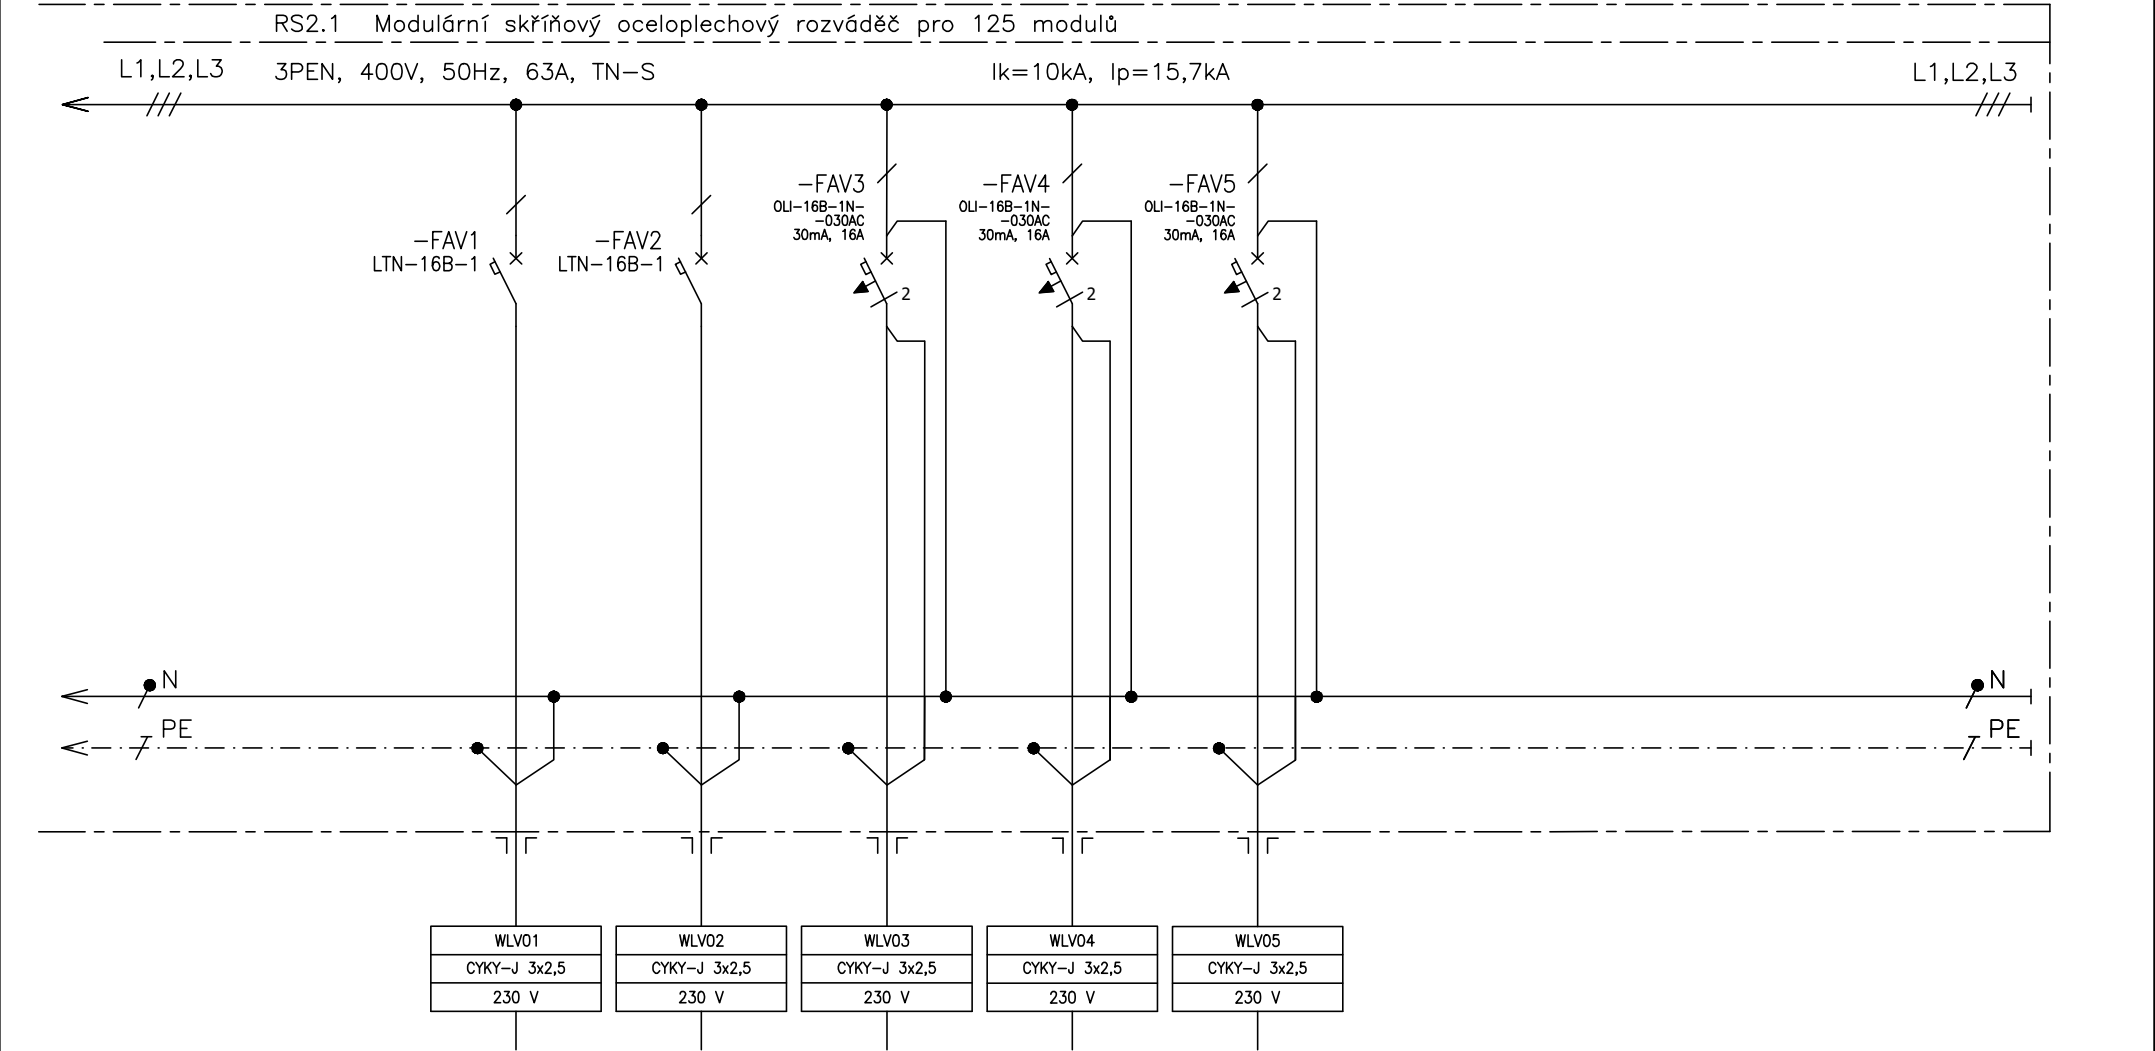 RS2.1 Modulární skříňový oceloplechový rozváděč pro 125 modulů
L1,L2,L3 3PEN, 400V, 50Hz, 63A, TN-S Ik=10kA, Ip=15,7kA L1,L2,L3
-FAV1
LTN-16B-1
-FAV2
LTN-16B-1
-FAV3
OLI-16B-1N-
-030AC
30mA, 16A
2
-FAV4
OLI-16B-1N-
-030AC
30mA, 16A
2
-FAV5
OLI-16B-1N-
-030AC
30mA, 16A
2
N N
PE PE
WLV01
CYKY-J 3x2,5
230 V
WLV02
CYKY-J 3x2,5
230 V
WLV03
CYKY-J 3x2,5
230 V
WLV04
CYKY-J 3x2,5
230 V
WLV05
CYKY-J 3x2,5
230 V